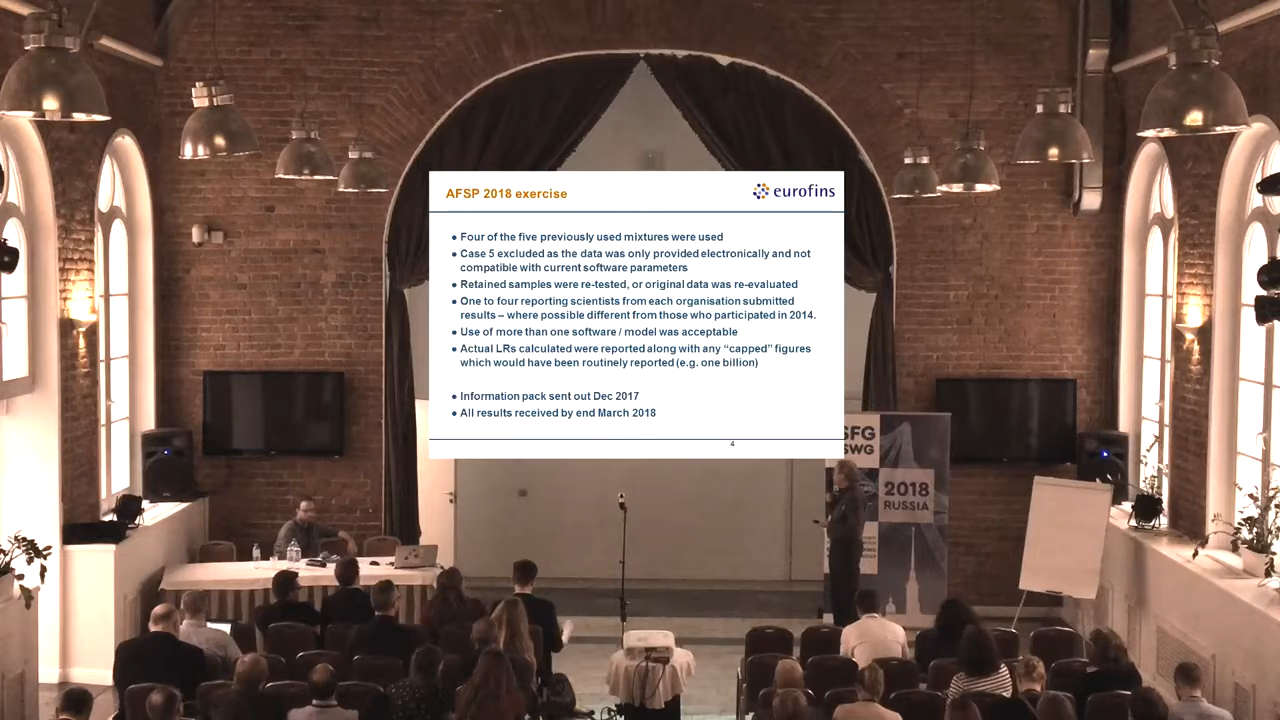 AFSP 2018 exercise
eurofins
● Four of the five previously used mixtures were used
● Case 5 excluded as the data was only provided electronically and not
compatible with current software parameters
● Retained samples were re-tested, or original data was re-evaluated
● One to four reporting scientists from each organisation submitted
results – where possible different from those who participated in 2014.
● Use of more than one software / model was acceptable
● Actual LRs calculated were reported along with any “capped” figures
which would have been routinely reported (e.g. one billion)
● Information pack sent out Dec 2017
● All results received by end March 2018
4
SFG
SWG
2018
RUSSIA